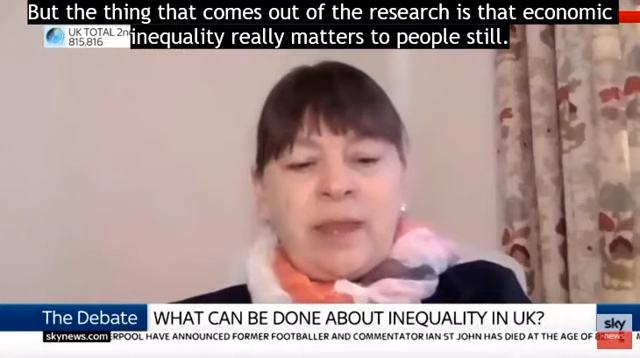 But the thing that comes out of the research is that economic
inequality really matters to people still.
UK TOTAL 2n
815,816
The Debate
WHAT CAN BE DONE ABOUT INEQUALITY IN UK?
sky
news
skynews.com
RPOOL HAVE ANNOUNCED FORMER FOOTBALLER AND COMMENTATOR IAN ST JOHN HAS DIED AT THE AGE OF